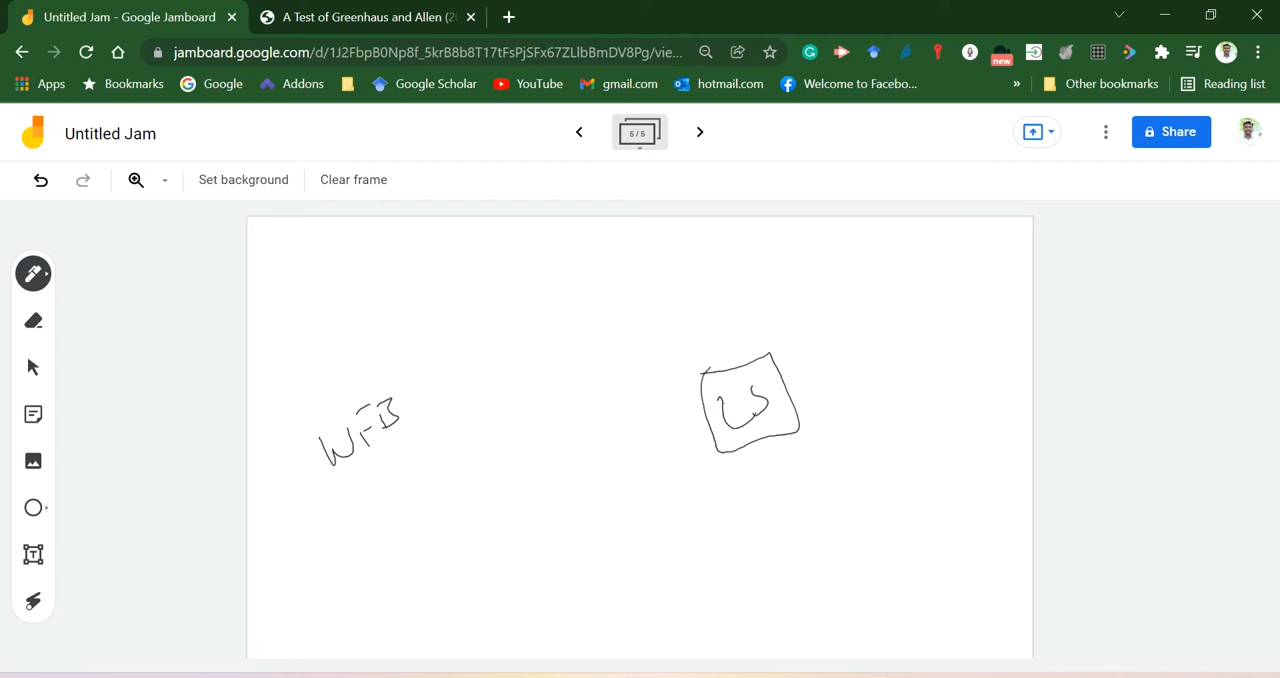 Untitled Jam - Google Jamboard
A Test of Greenhaus and Allen (20
jamboard.google.com/d/1J2FbpB0Np8f_5krB8b8T17tFsPjSFx67ZLlbBmDV8Pg/vie...
new
Apps Bookmarks Google Addons Google Scholar YouTube gmail.com hotmail.com Welcome to Facebo... » Other bookmarks Reading list
Untitled Jam
5/5
Share
Set background Clear frame
WFB